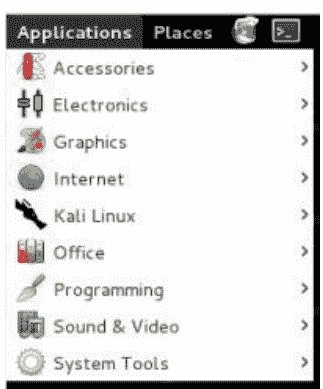 Applications Places
Accessories
Electronics
Graphics
Internet
Kali Linux
Office
Programming
Sound & Video
System Tools